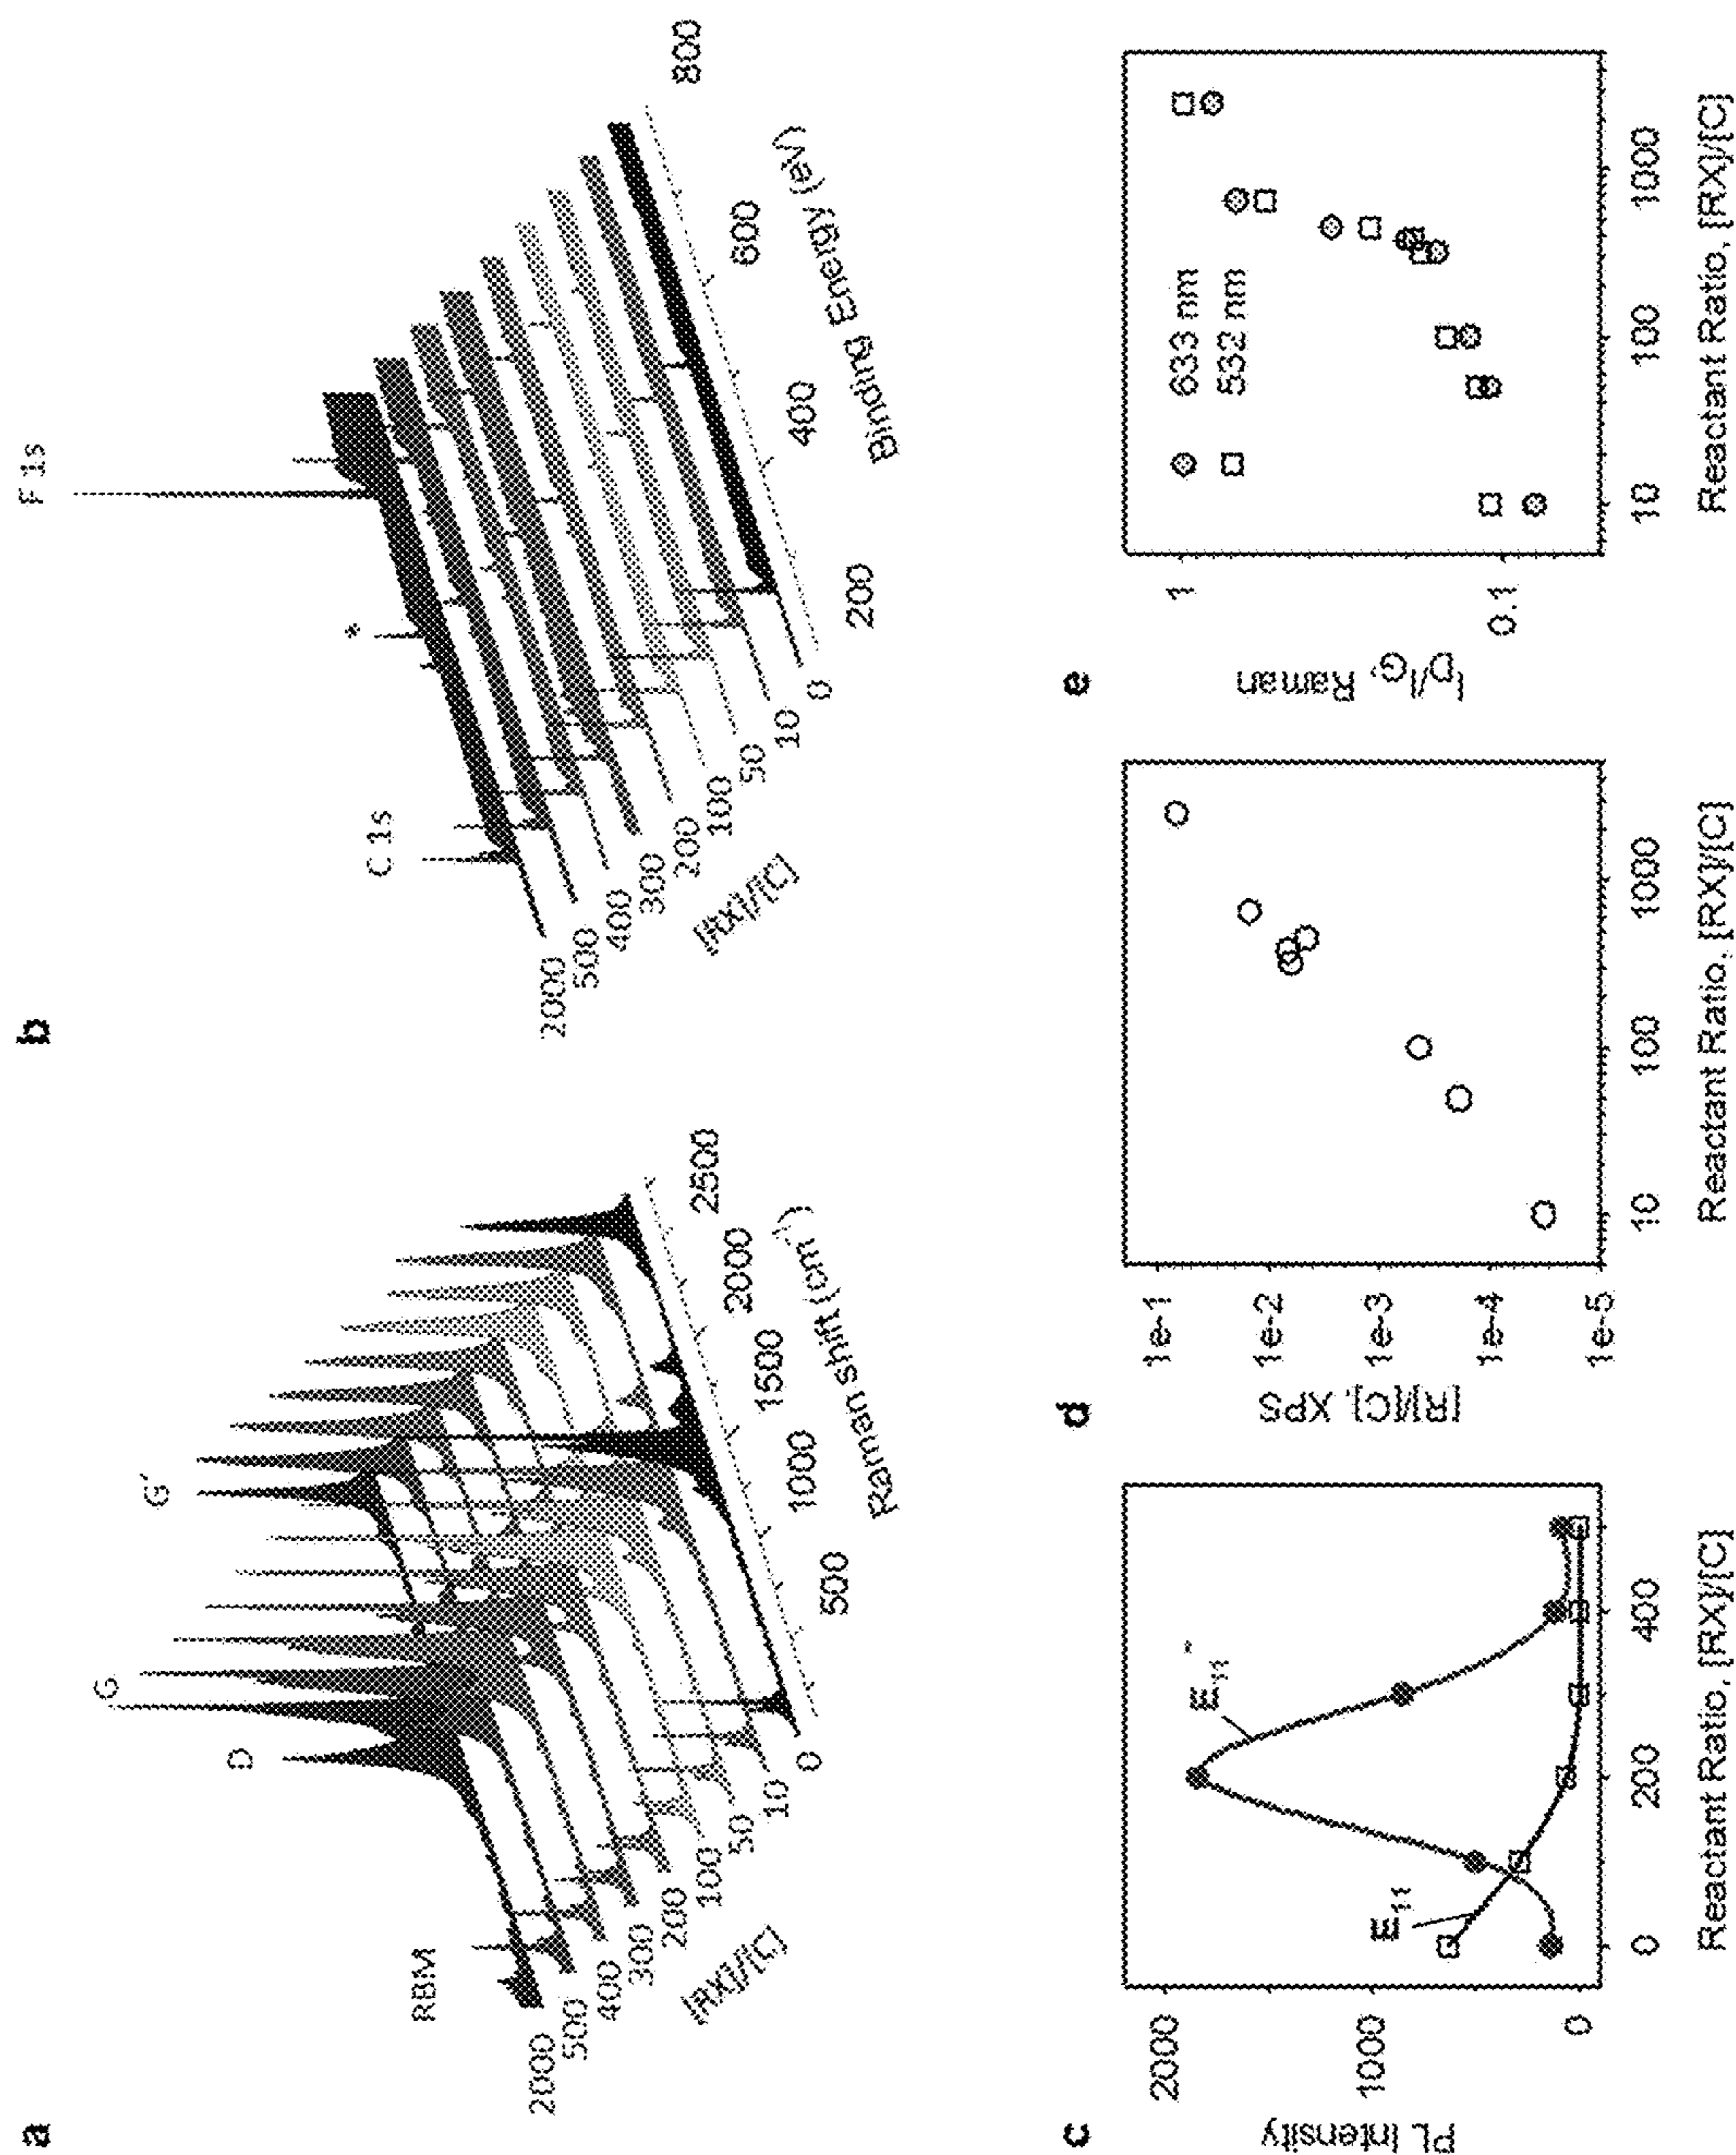 a
RBM
D
G
G'
2000
500
400
300
200
100
50
10
0
[RX]/[C]
500
1000
1500
2000
2500
Raman shift (cm⁻¹)
b
C 1s
*
F 1s
2000
500
400
300
200
100
50
10
0
[RX]/[C]
200
400
600
800
Binding Energy (eV)
c
PL Intensity
2000
1000
0
E₁₁
E₁₁⁻
0
200
400
Reactant Ratio, [RX]/[C]
d
[R]/[C], XPS
1e-1
1e-2
1e-3
1e-4
1e-5
10
100
1000
Reactant Ratio, [RX]/[C]
e
I_D/I_G, Raman
1
0.1
633 nm
532 nm
10
100
1000
Reactant Ratio, [RX]/[C]